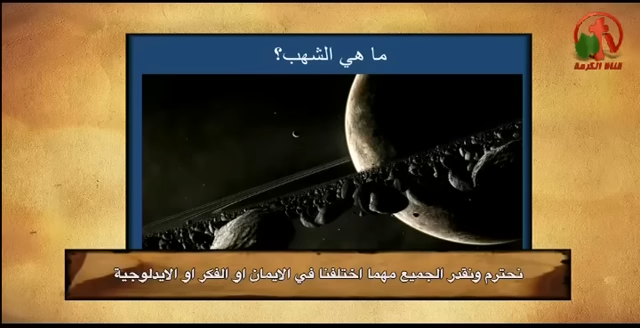 ما هي الشهب؟
قناة الكرمة
نحترم ونقدر الجميع مهما اختلفنا في الايمان او الفكر او الايدلوجية